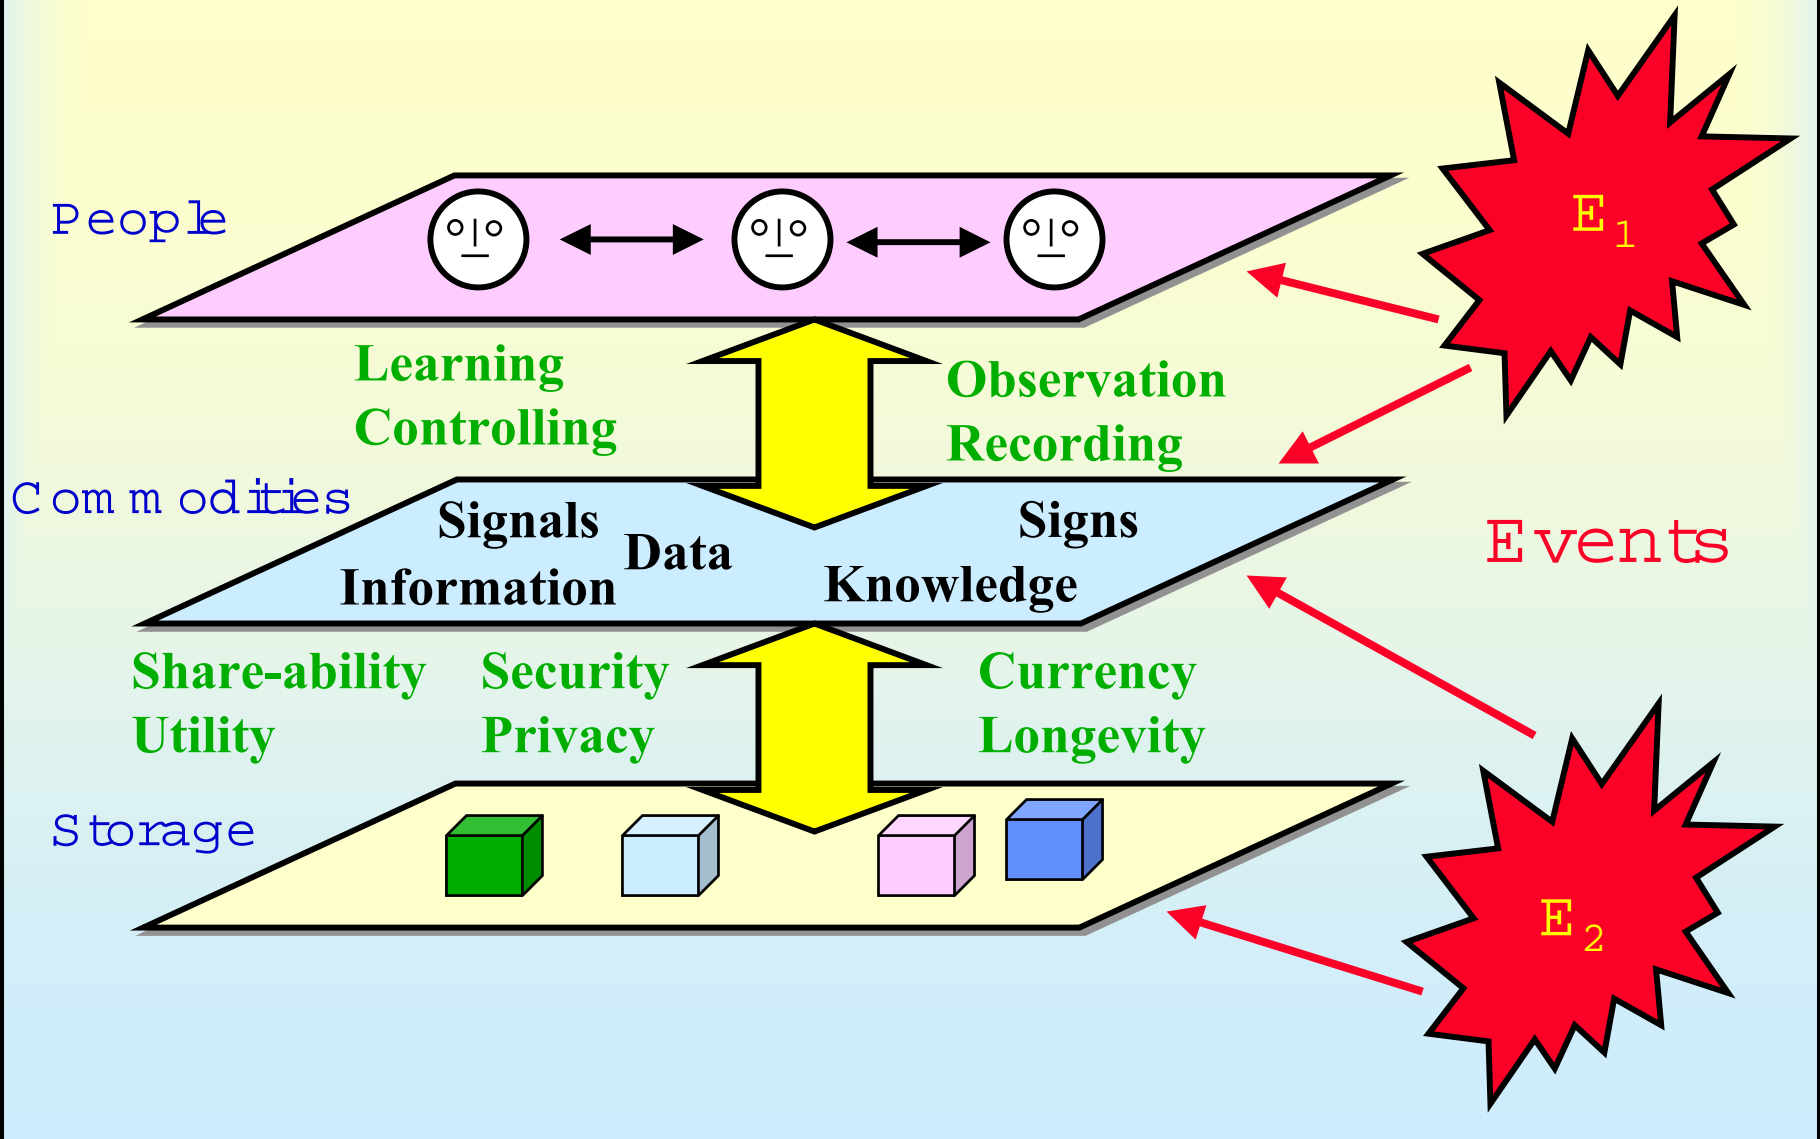 People
E1
Learning
Controlling
Observation
Recording
Commodities
Signals
Data
Signs
Information
Knowledge
Events
Share-ability
Utility
Security
Privacy
Currency
Longevity
Storage
E2